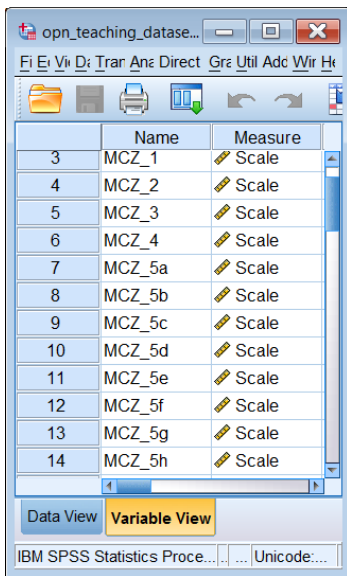 opn_teaching_datase...
Fi Ei Vi Da Tran Ana Direct Gra Util Add Wir He
Name Measure
3 MCZ_1 Scale
4 MCZ_2 Scale
5 MCZ_3 Scale
6 MCZ_4 Scale
7 MCZ_5a Scale
8 MCZ_5b Scale
9 MCZ_5c Scale
10 MCZ_5d Scale
11 MCZ_5e Scale
12 MCZ_5f Scale
13 MCZ_5g Scale
14 MCZ_5h Scale
Data View Variable View
IBM SPSS Statistics Proce... .. ... Unicode:...